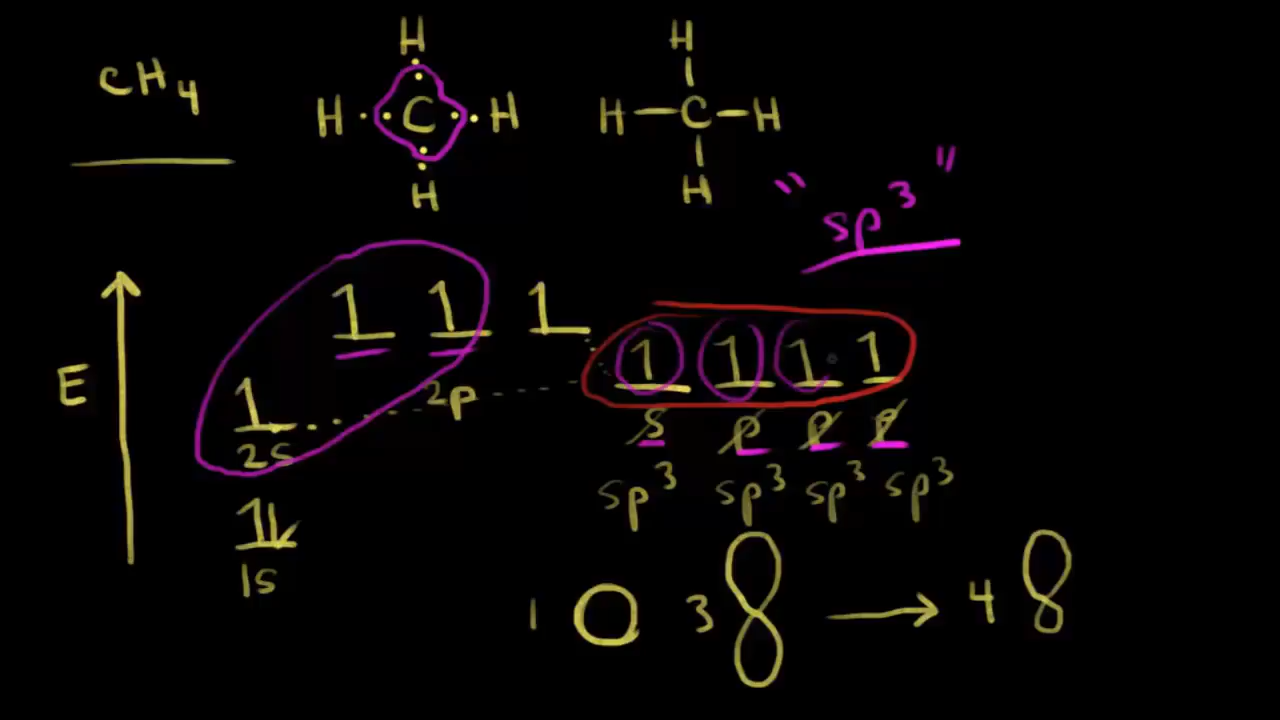 CH₄
H
H · C · H
H
H
H—C—H
H
"sp³"
E
1 1 1
2p
1
2s
1 1 1 1
s p p p
sp³ sp³ sp³ sp³
1s
1 3 → 4